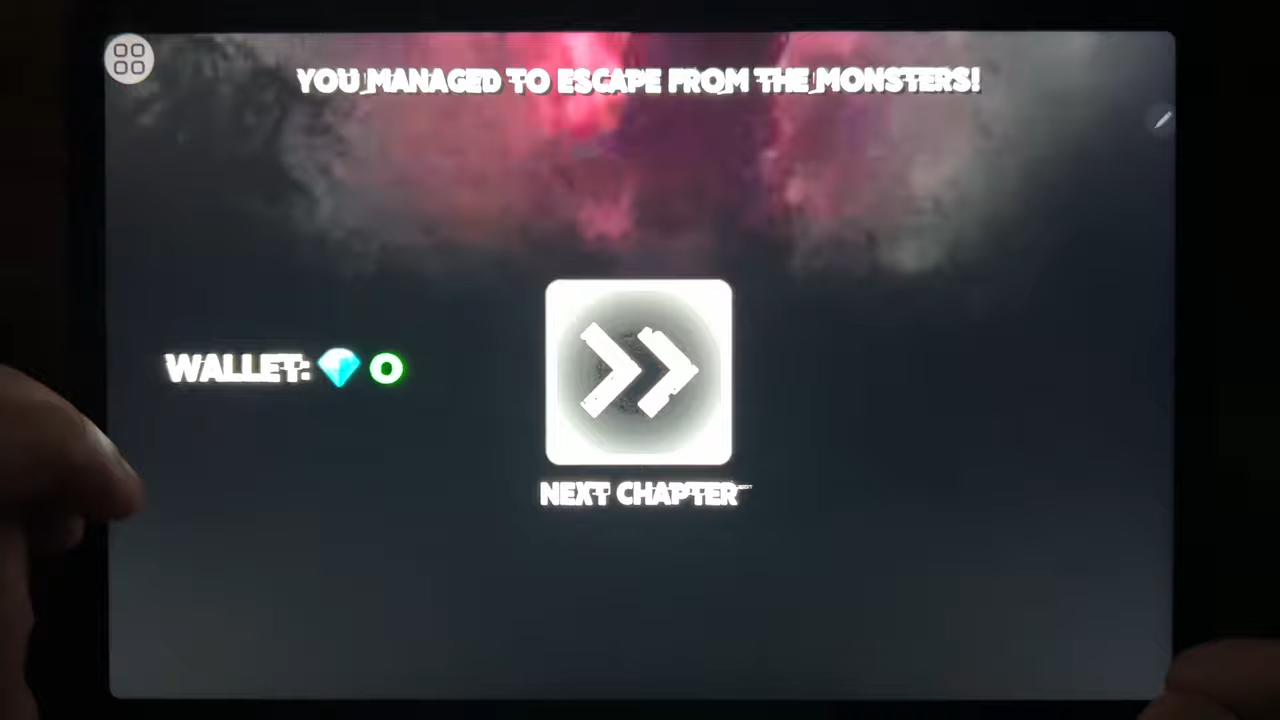 YOU MANAGED TO ESCAPE FROM THE MONSTERS!
WALLET: 0
NEXT CHAPTER